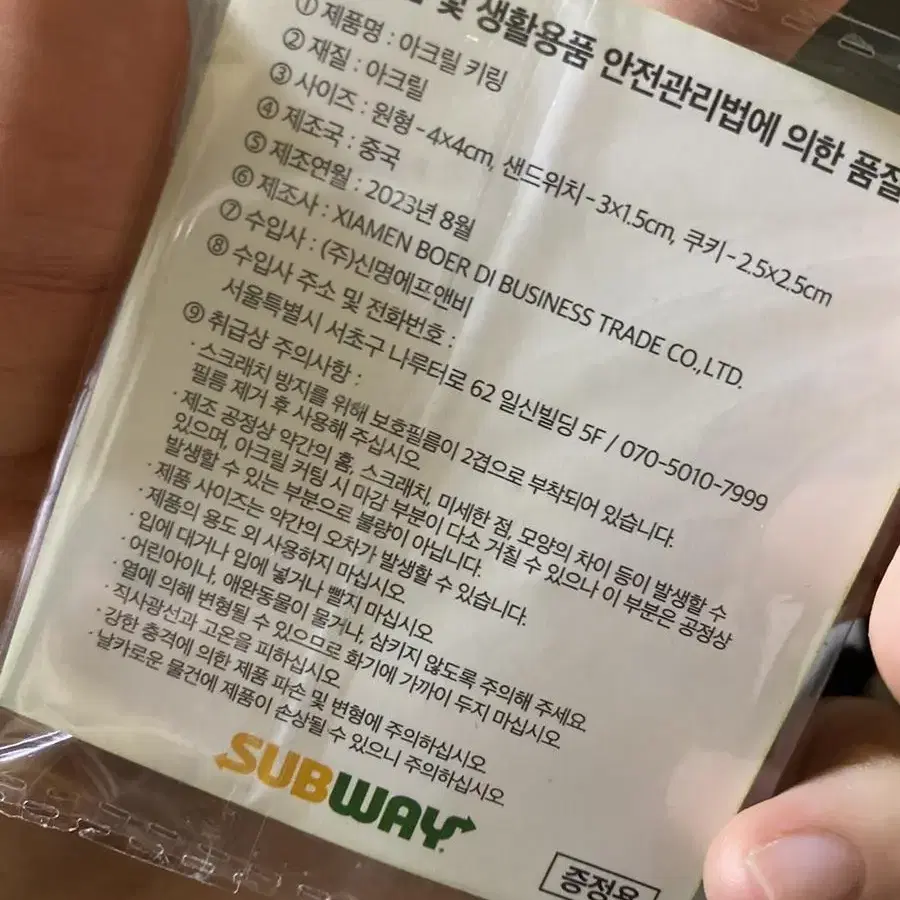 및 생활용품 안전관리법에 의한 품질
① 제품명 : 아크릴 키링
② 재질 : 아크릴
③ 사이즈 : 원형 - 4x4cm, 샌드위치 - 3x1.5cm, 쿠키 - 2.5x2.5cm
④ 제조국 : 중국
⑤ 제조연월 : 2023년 8월
⑥ 제조사 : XIAMEN BOER DI BUSINESS TRADE CO.,LTD.
⑦ 수입사 : (주)신명에프앤비
⑧ 수입사 주소 및 전화번호 :
서울특별시 서초구 나루터로 62 일신빌딩 5F / 070-5010-7999
⑨ 취급상 주의사항 :
· 스크래치 방지를 위해 보호필름이 2겹으로 부착되어 있습니다.
필름 제거 후 사용해 주십시오
· 제조 공정상 약간의 홈, 스크래치, 미세한 점, 모양의 차이 등이 발생할 수
있으며, 아크릴 커팅 시 마감 부분이 다소 거칠 수 있으나 이 부분은 공정상
발생할 수 있는 부분으로 불량이 아닙니다.
· 제품 사이즈는 약간의 오차가 발생할 수 있습니다.
· 제품의 용도 외 사용하지 마십시오
· 입에 대거나 입에 넣거나 빨지 마십시오
· 어린아이나, 애완동물이 물거나, 삼키지 않도록 주의해 주세요
· 열에 의해 변형될 수 있으므로 화기에 가까이 두지 마십시오
· 직사광선과 고온을 피하십시오
· 강한 충격에 의한 제품 파손 및 변형에 주의하십시오
· 날카로운 물건에 제품이 손상될 수 있으니 주의하십시오
SUBWAY
증정용